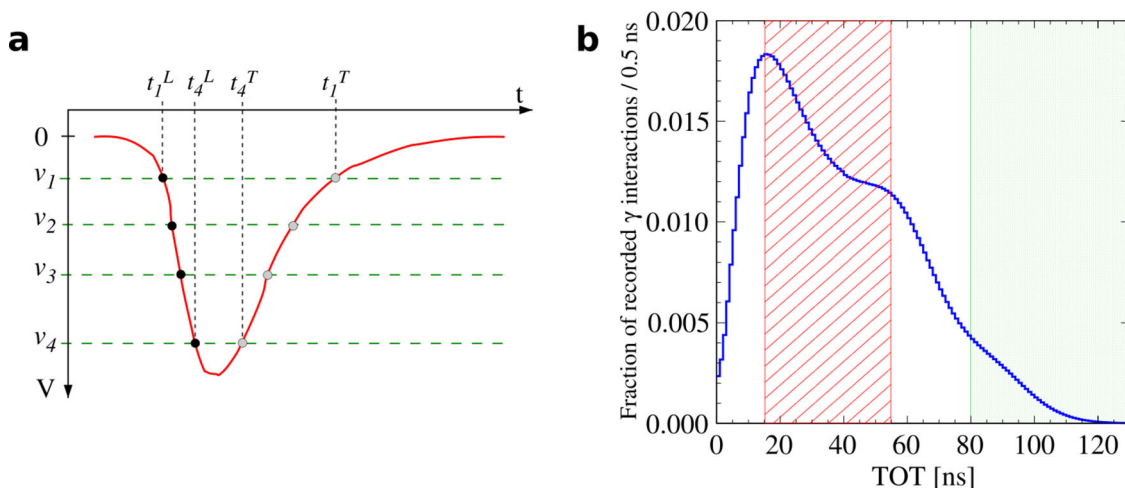 a
t₁ᴸ t₄ᴸ t₄ᵀ t₁ᵀ
t
0
v₁
v₂
v₃
v₄
V
b
Fraction of recorded γ interactions / 0.5 ns
0.020
0.015
0.010
0.005
0.000
0 20 40 60 80 100 120
TOT [ns]